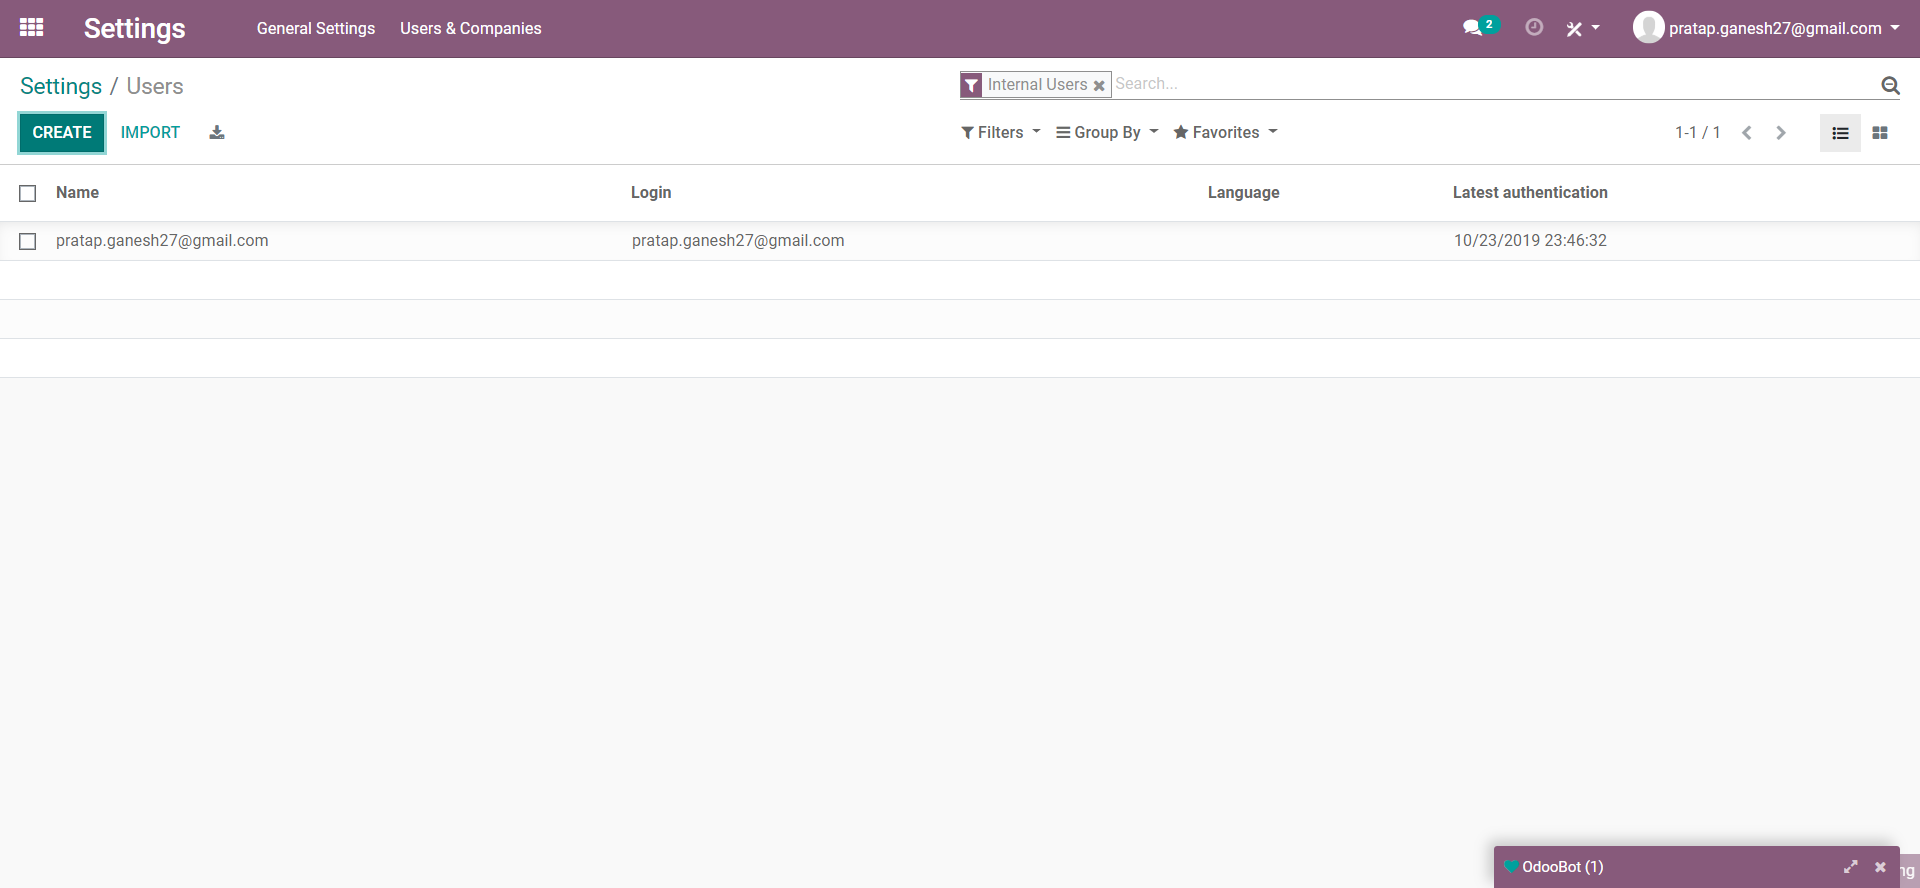 Settings General Settings Users & Companies 2 pratap.ganesh27@gmail.com
Settings / Users Internal Users Search...
CREATE IMPORT Filters Group By Favorites 1-1 / 1
Name Login Language Latest authentication
pratap.ganesh27@gmail.com pratap.ganesh27@gmail.com 10/23/2019 23:46:32
OdooBot (1)